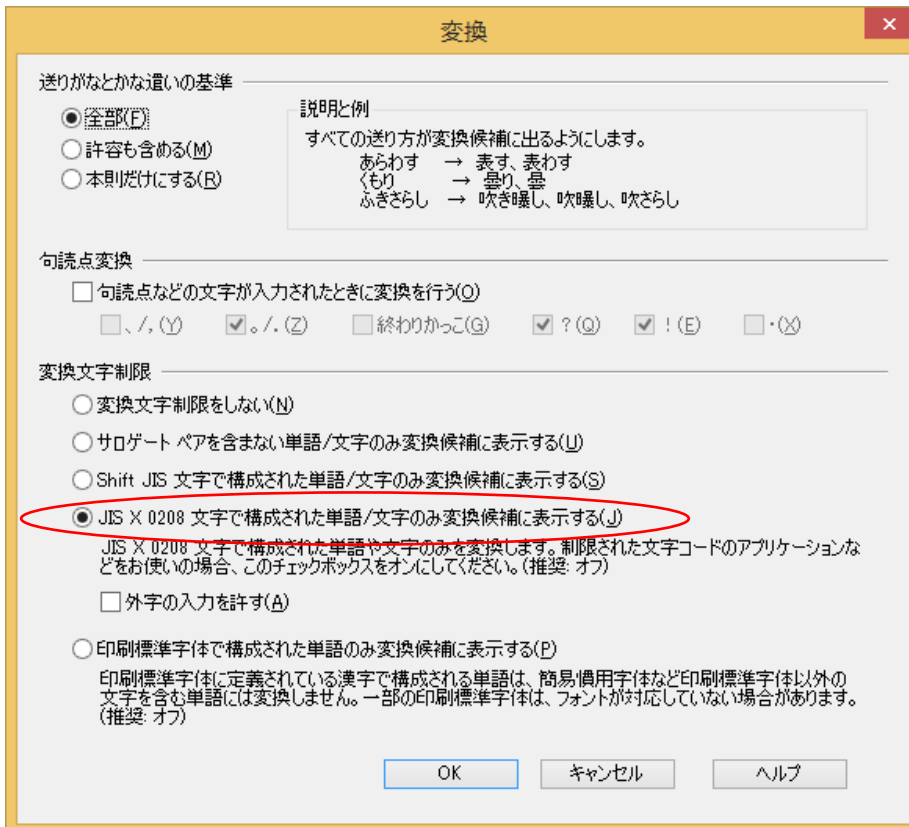 変換
送りがなとかな遣いの基準
全部(F)
許容も含める(M)
本則だけにする(R)
説明と例
すべての送り方が変換候補に出るようにします。
あらわす → 表す、表わす
くもり → 曇り、曇
ふきさらし → 吹き曝し、吹曝し、吹さらし
句読点変換
句読点などの文字が入力されたときに変換を行う(O)
、/，(Y) 。/．(Z) 終わりかっこ(G) ？(Q) ！(E) ・(X)
変換文字制限
変換文字制限をしない(N)
サロゲート ペアを含まない単語/文字のみ変換候補に表示する(U)
Shift JIS 文字で構成された単語/文字のみ変換候補に表示する(S)
JIS X 0208 文字で構成された単語/文字のみ変換候補に表示する(J)
JIS X 0208 文字で構成された単語や文字のみを変換します。制限された文字コードのアプリケーションな
どをお使いの場合、このチェックボックスをオンにしてください。(推奨: オフ)
外字の入力を許す(A)
印刷標準字体で構成された単語のみ変換候補に表示する(P)
印刷標準字体に定義されている漢字で構成される単語は、簡易慣用字体など印刷標準字体以外の
文字を含む単語には変換しません。一部の印刷標準字体は、フォントが対応していない場合があります。
(推奨: オフ)
OK キャンセル ヘルプ